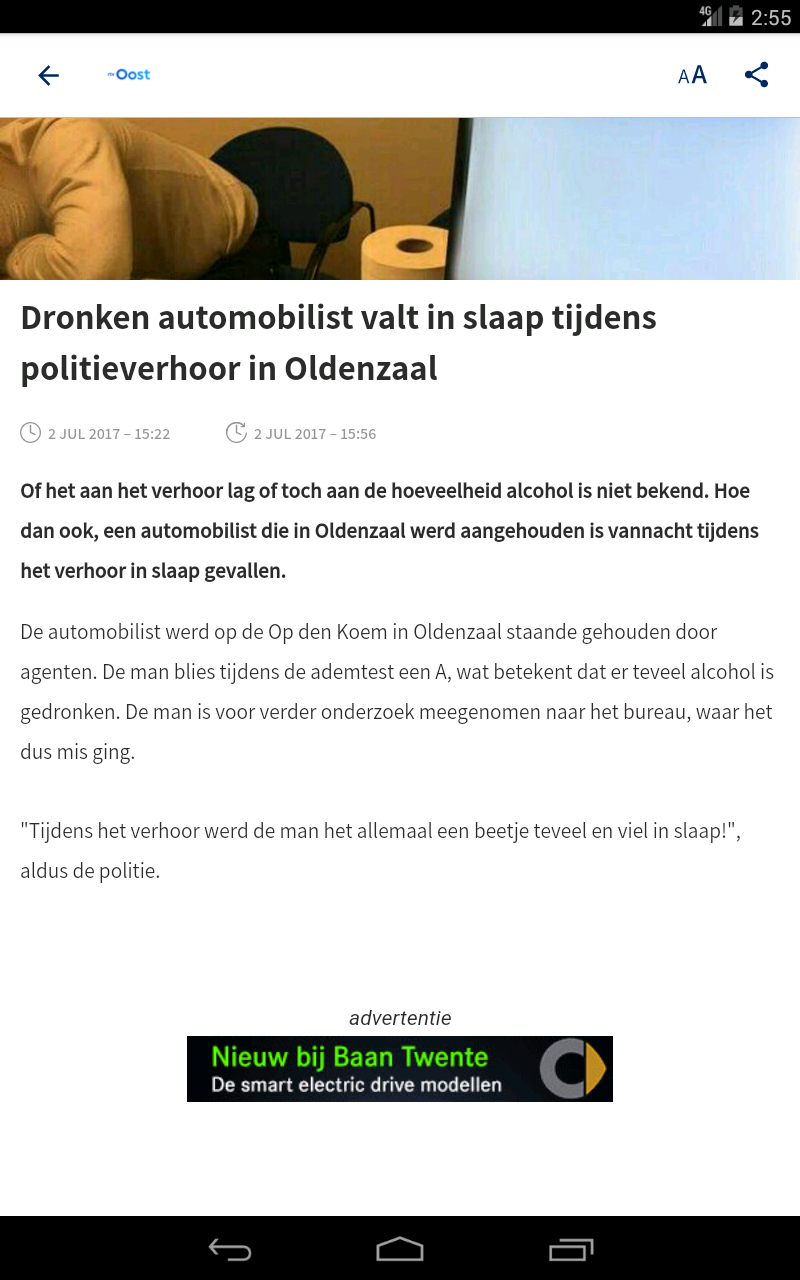 4G 2:55
rtv Oost
AA
Dronken automobilist valt in slaap tijdens
politieverhoor in Oldenzaal
2 JUL 2017 – 15:22 2 JUL 2017 – 15:56
Of het aan het verhoor lag of toch aan de hoeveelheid alcohol is niet bekend. Hoe
dan ook, een automobilist die in Oldenzaal werd aangehouden is vannacht tijdens
het verhoor in slaap gevallen.
De automobilist werd op de Op den Koem in Oldenzaal staande gehouden door
agenten. De man blies tijdens de ademtest een A, wat betekent dat er teveel alcohol is
gedronken. De man is voor verder onderzoek meegenomen naar het bureau, waar het
dus mis ging.
"Tijdens het verhoor werd de man het allemaal een beetje teveel en viel in slaap!",
aldus de politie.
advertentie
Nieuw bij Baan Twente
De smart electric drive modellen